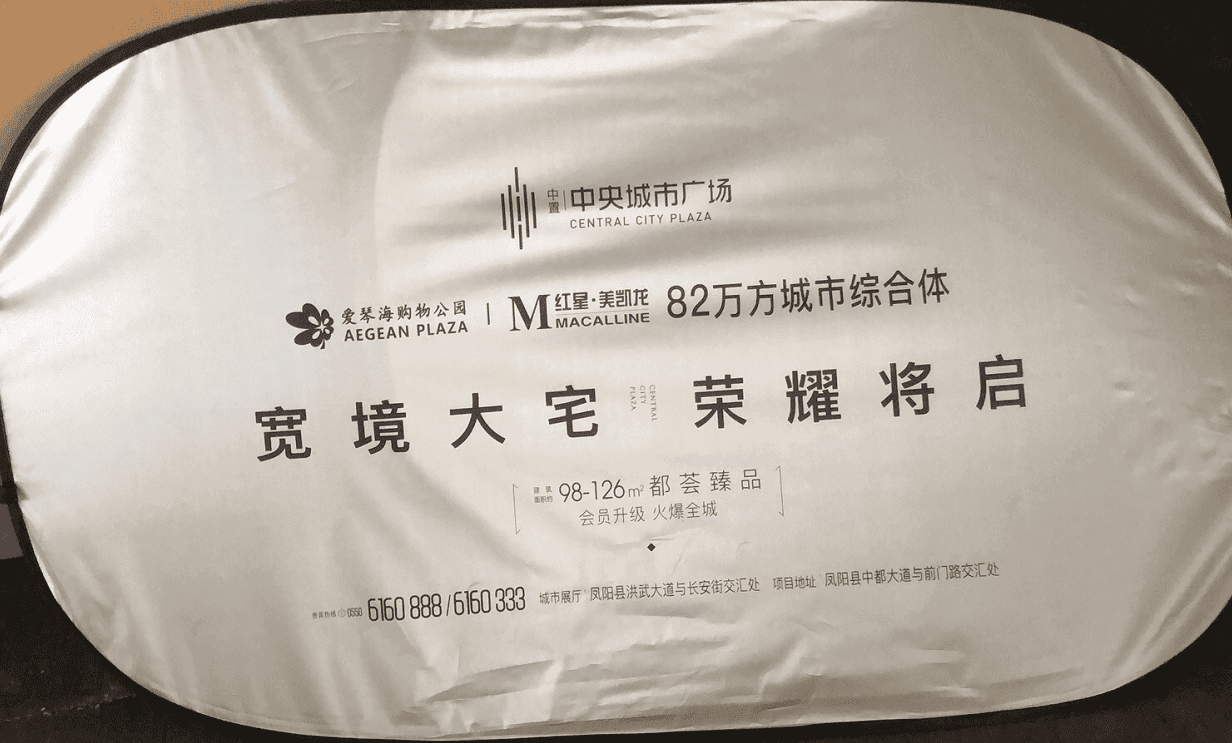 中置 中央城市广场
CENTRAL CITY PLAZA
爱琴海购物公园 | M 红星·美凯龙 82万方城市综合体
AEGEAN PLAZA MACALLINE
宽境大宅 CENTRAL CITY PLAZA 荣耀将启
建筑面积约 98-126m² 都荟臻品
会员升级 火爆全城
0550 6160 888 / 6160 333 城市展厅 凤阳县洪武大道与长安街交汇处 项目地址 凤阳县中都大道与前门路交汇处